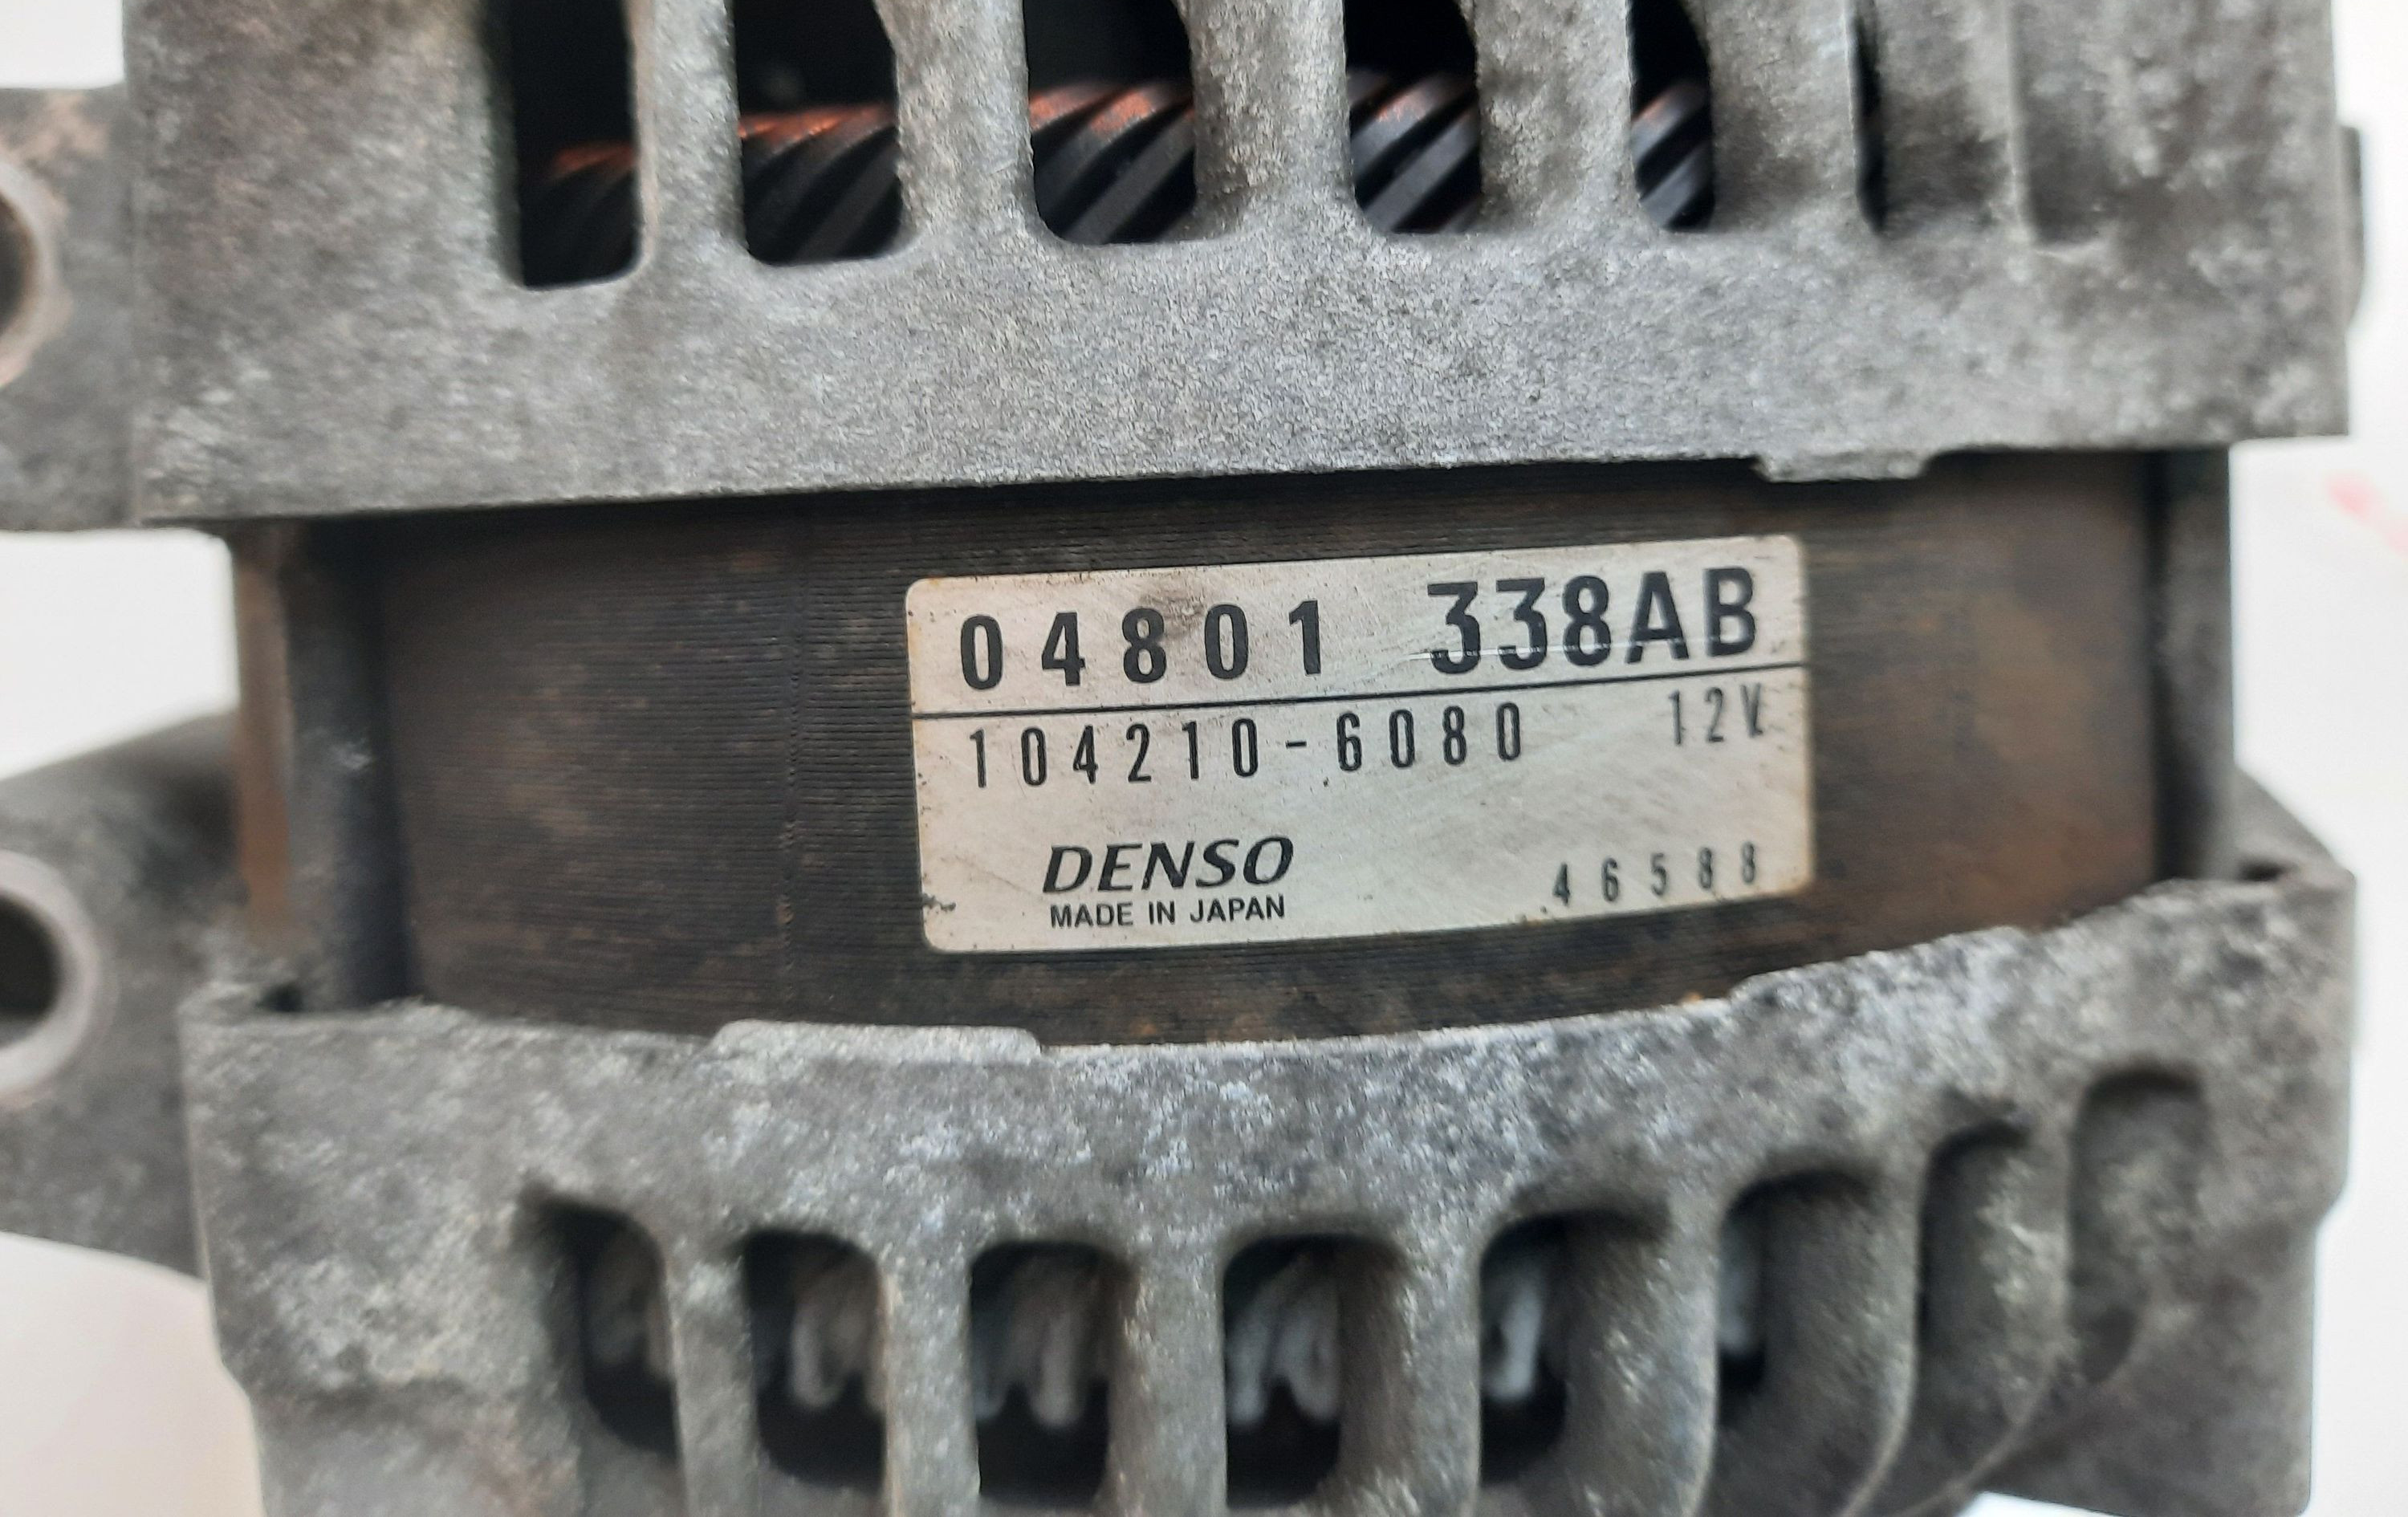 04801 338AB
104210-6080 12V
DENSO
MADE IN JAPAN 46588